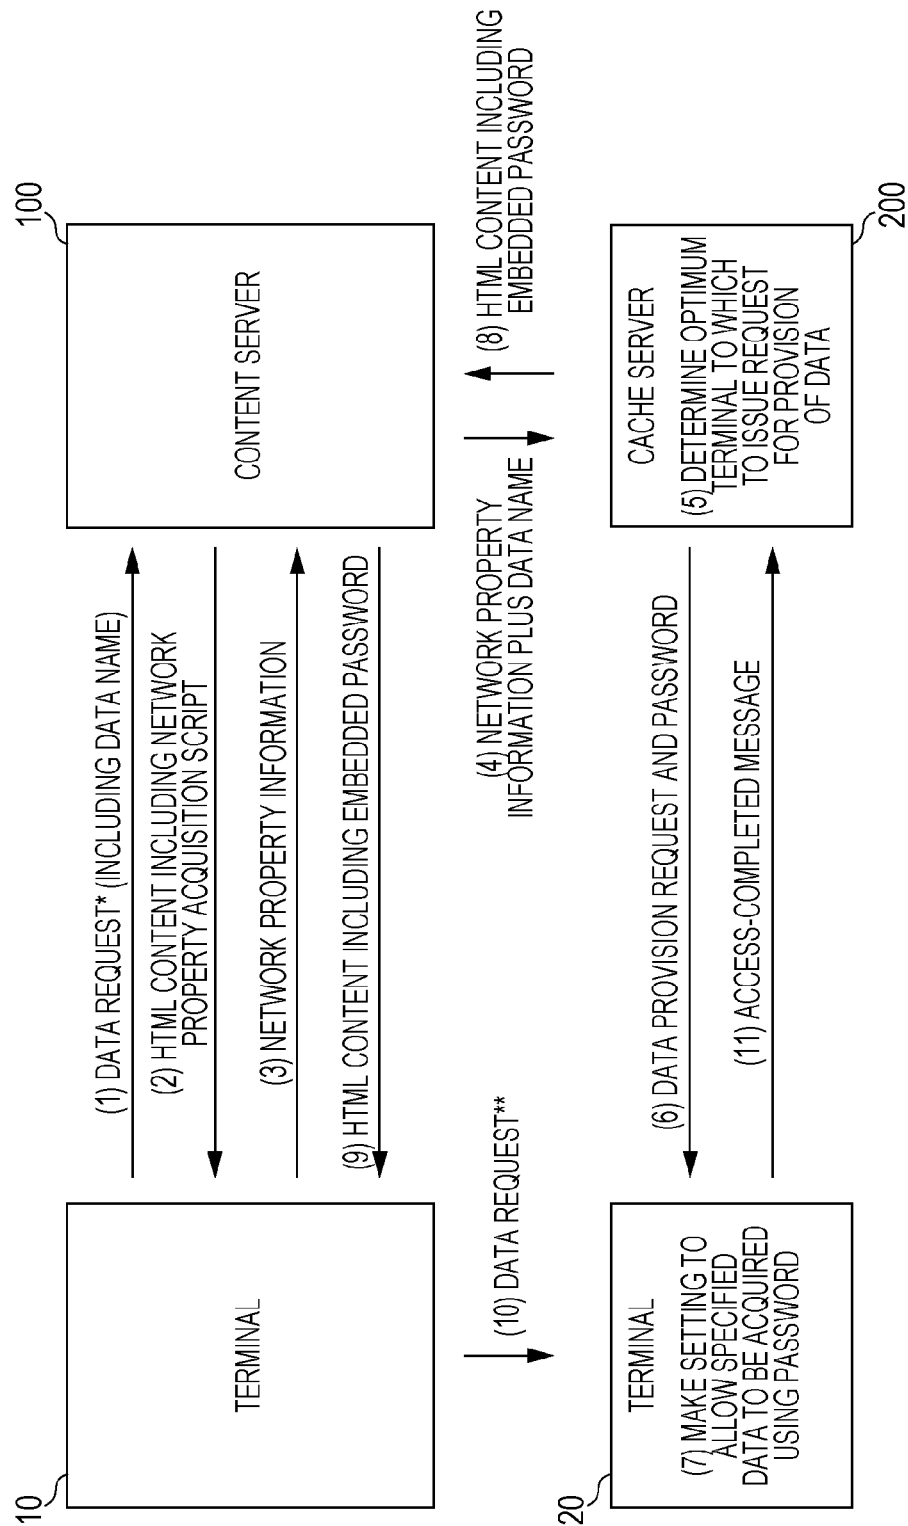 10
TERMINAL
(1) DATA REQUEST* (INCLUDING DATA NAME)
(2) HTML CONTENT INCLUDING NETWORK
PROPERTY ACQUISITION SCRIPT
(3) NETWORK PROPERTY INFORMATION
(9) HTML CONTENT INCLUDING EMBEDDED PASSWORD
100
CONTENT SERVER
(10) DATA REQUEST**
(4) NETWORK PROPERTY
INFORMATION PLUS DATA NAME
(8) HTML CONTENT INCLUDING
EMBEDDED PASSWORD
20
TERMINAL
(7) MAKE SETTING TO
ALLOW SPECIFIED
DATA TO BE ACQUIRED
USING PASSWORD
(6) DATA PROVISION REQUEST AND PASSWORD
(11) ACCESS-COMPLETED MESSAGE
CACHE SERVER
(5) DETERMINE OPTIMUM
TERMINAL TO WHICH
TO ISSUE REQUEST
FOR PROVISION
OF DATA
200